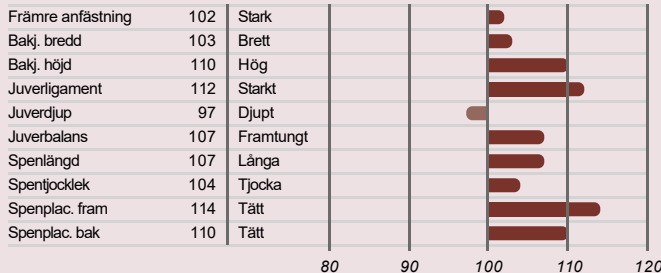 Främre anfästning 102 Stark
Bakj. bredd 103 Brett
Bakj. höjd 110 Hög
Juverligament 112 Starkt
Juverdjup 97 Djupt
Juverbalans 107 Framtungt
Spenlängd 107 Långa
Spentjocklek 104 Tjocka
Spenplac. fram 114 Tätt
Spenplac. bak 110 Tätt
80 90 100 110 120